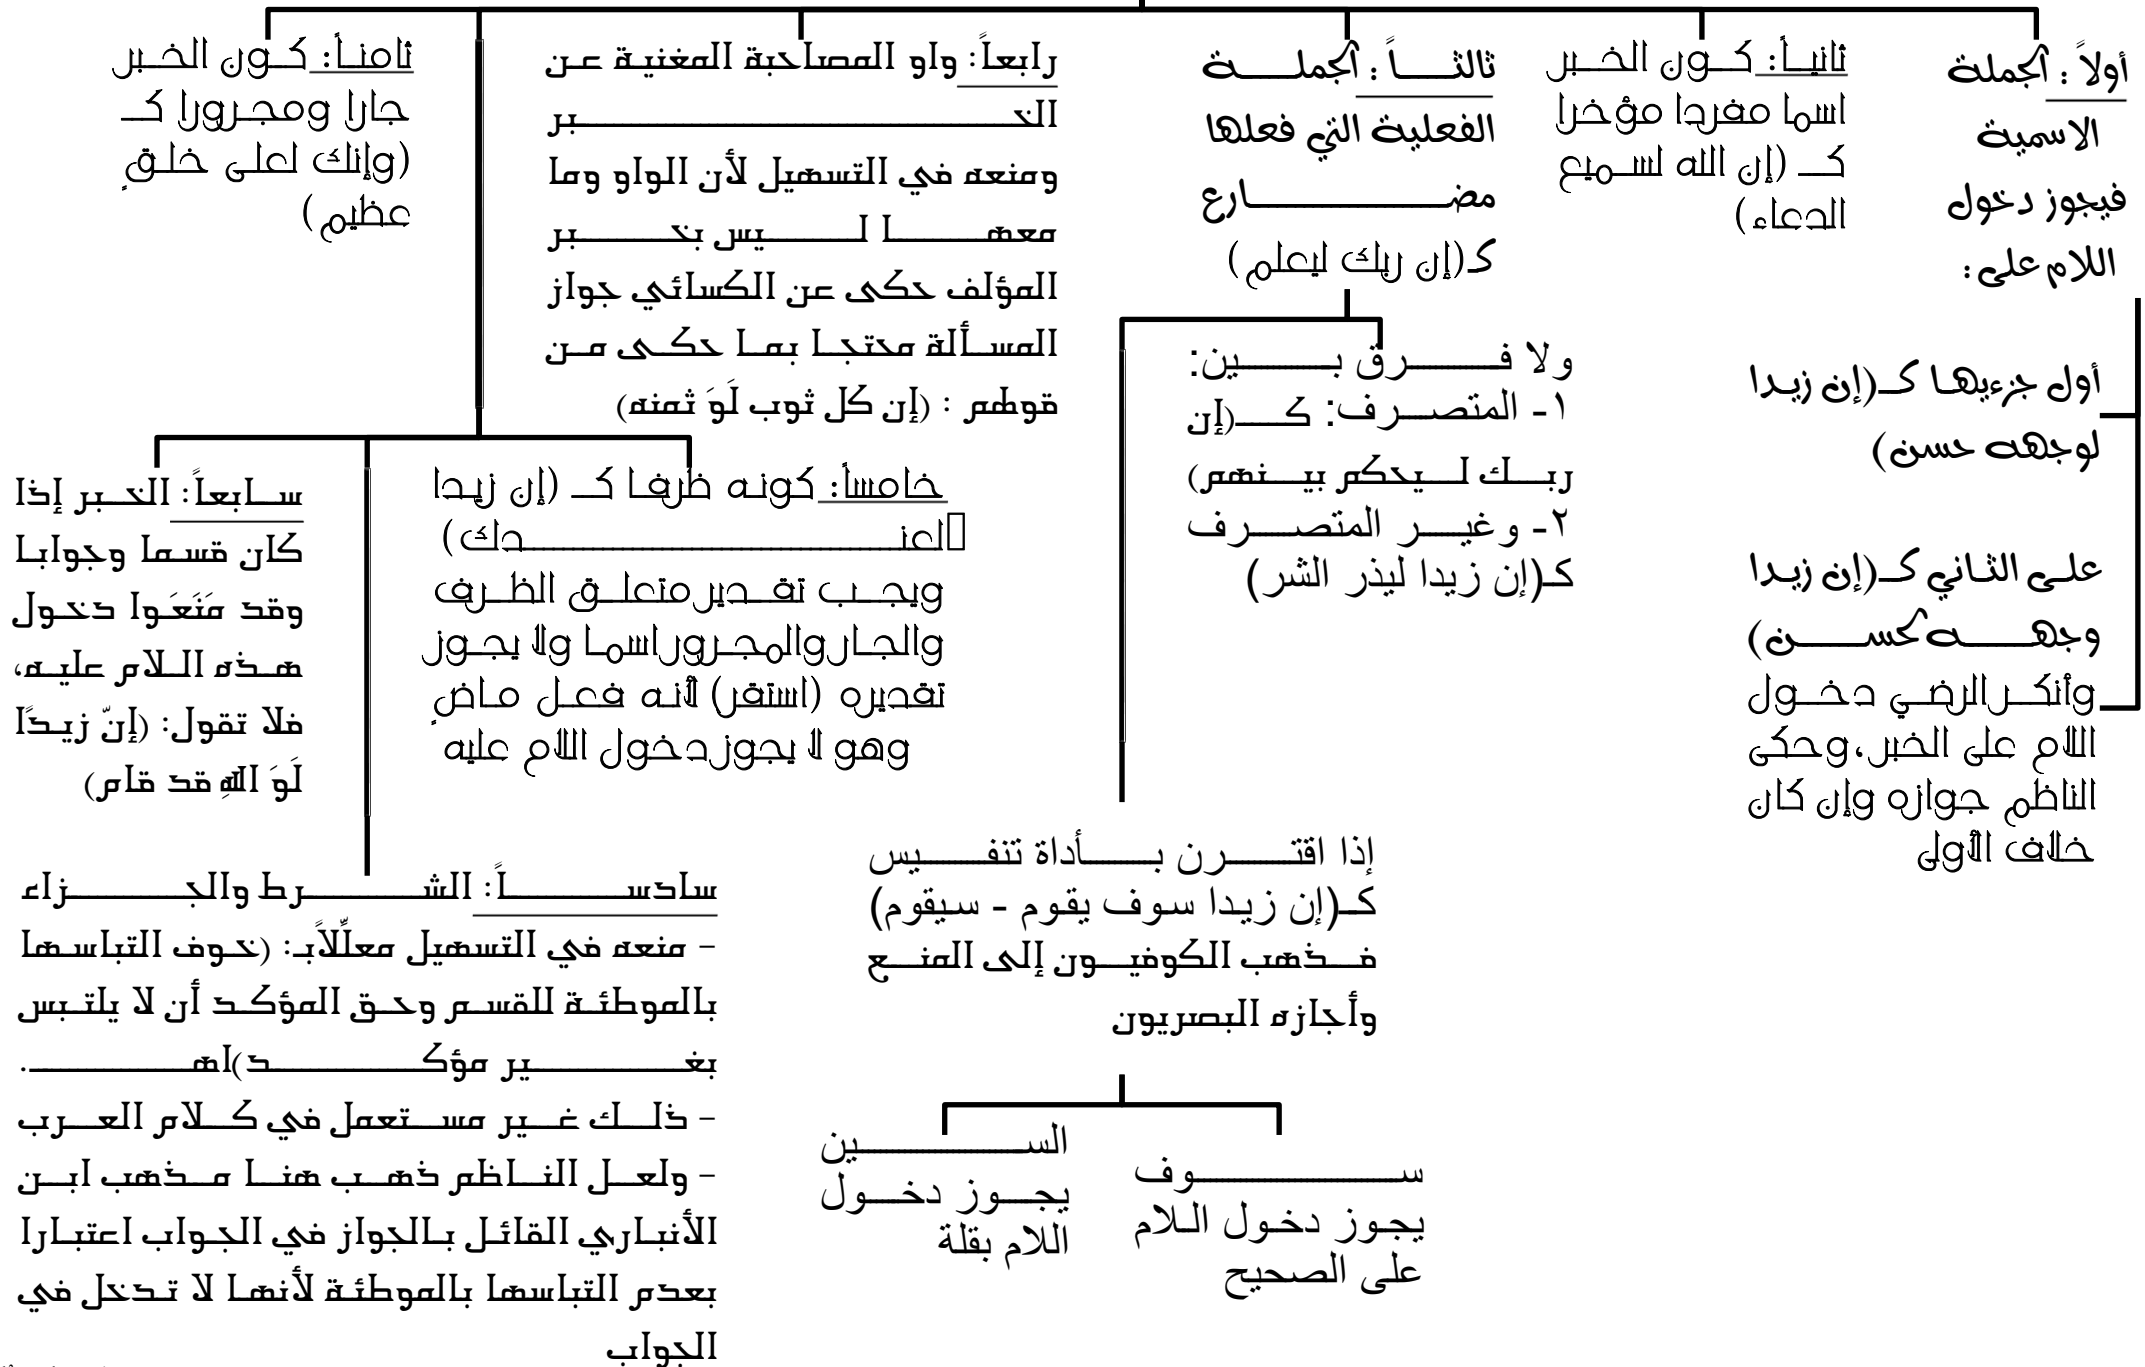 أولاً : الجملة
الاسمية
فيجوز دخول
اللام على :
أول جزءيها كـ(إن زيدا
لوجهه حسن)
على الثاني كـ(إن زيدا
وجهه لحسن)
وأنكر الرضي دخول
اللام على الخبر، وحكى
الناظم جوازه وإن كان
خلاف الأولى
ثانياً: كون الخبر
اسما مفردا مؤخرا
كـ (إن الله لسميع
الدعاء)
ثالثاً : الجملة
الفعلية التي فعلها
مضارع
كـ(إن ربك ليعلم)
ولا فرق بين:
١- المتصرف: كـ(إن
ربك ليحكم بينهم)
٢- وغير المتصرف
كـ(إن زيدا ليذر الشر)
إذا اقترن بأداة تنفيس
كـ(إن زيدا سوف يقوم - سيقوم)
فذهب الكوفيون إلى المنع
وأجازه البصريون
سوف
يجوز دخول اللام
على الصحيح
السين
يجوز دخول
اللام بقلة
رابعاً: واو المصاحبة المغنية عن
الخبر
ومنعه في التسهيل لأن الواو وما
معها ليس بخبر
المؤلف حكى عن الكسائي جواز
المسألة محتجا بما حكى من
قولهم : (إن كل ثوب لَوَ ثمنه)
خامساً: كونه ظرفا كـ (إن زيدا
لعندك)
ويجب تقدير متعلق الظرف
والجار والمجرور اسما ولا يجوز
تقديره (استقر) لأنه فعل ماضٍ
وهو لا يجوز دخول اللام عليه
سادساً: الشرط والجزاء
- منعه في التسهيل معلِّلاً بـ: (خوف التباسها
بالموطئة للقسم وحق المؤكد أن لا يلتبس
بغير مؤكد)اهـ.
- ذلك غير مستعمل في كلام العرب
- ولعل الناظم ذهب هنا مذهب ابن
الأنباري القائل بالجواز في الجواب اعتبارا
بعدم التباسها بالموطئة لأنها لا تدخل في
الجواب
سابعاً: الخبر إذا
كان قسما وجوابا
وقد مَنَعَوا دخول
هذه اللام عليه،
فلا تقول: (إنّ زيدًا
لَوَ اللهِ قد قام)
ثامناً: كون الخبر
جارا ومجرورا كـ
(وإنك لعلى خلقٍ
عظيم)